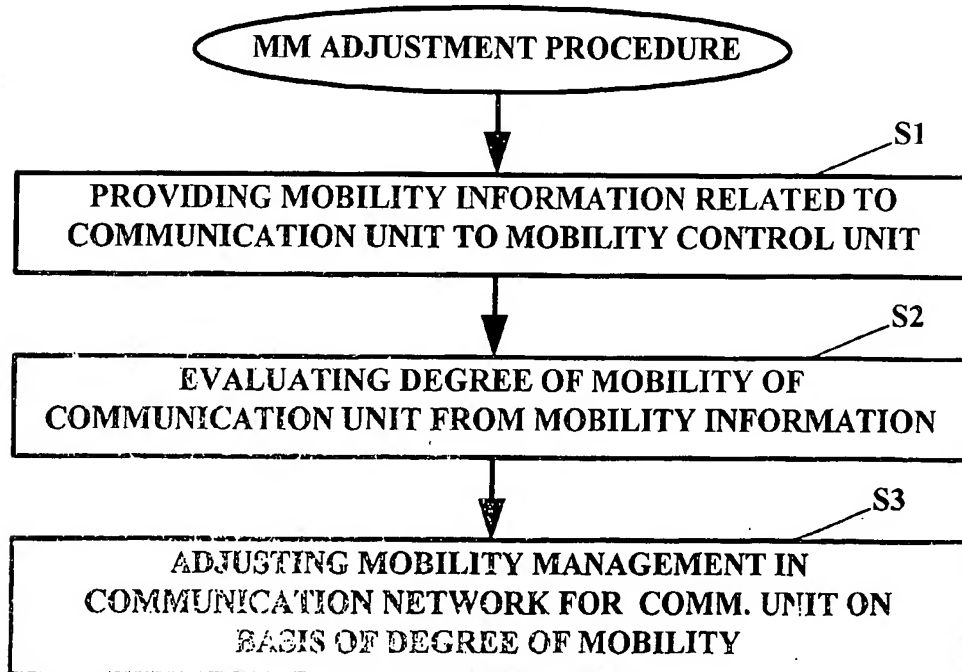 MM ADJUSTMENT PROCEDURE
S1
PROVIDING MOBILITY INFORMATION RELATED TO
COMMUNICATION UNIT TO MOBILITY CONTROL UNIT
S2
EVALUATING DEGREE OF MOBILITY OF
COMMUNICATION UNIT FROM MOBILITY INFORMATION
S3
ADJUSTING MOBILITY MANAGEMENT IN
COMMUNICATION NETWORK FOR COMM. UNIT ON
BASIS OF DEGREE OF MOBILITY